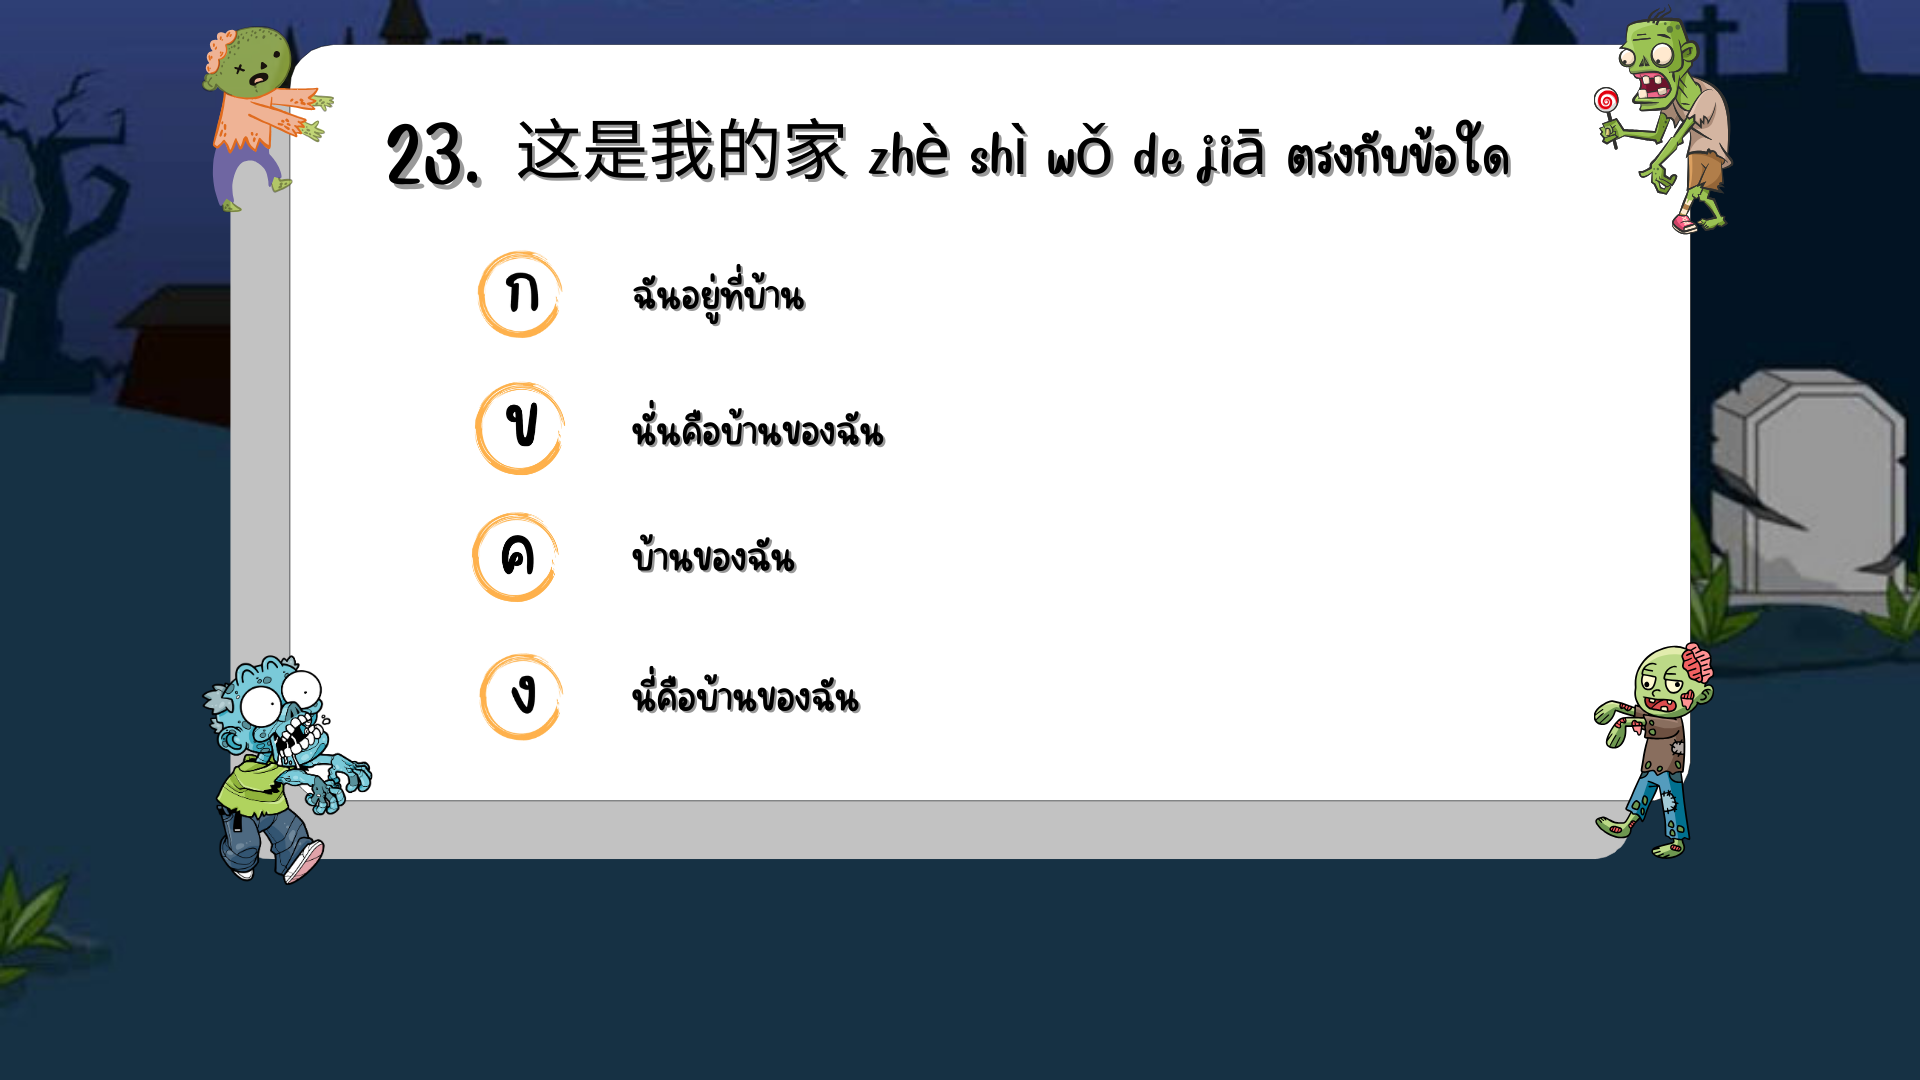 23. 这是我的家 zhè shì wǒ de jiā ตรงกับข้อใด
ก ฉันอยู่ที่บ้าน
ข นั่นคือบ้านของฉัน
ค บ้านของฉัน
ง นี่คือบ้านของฉัน